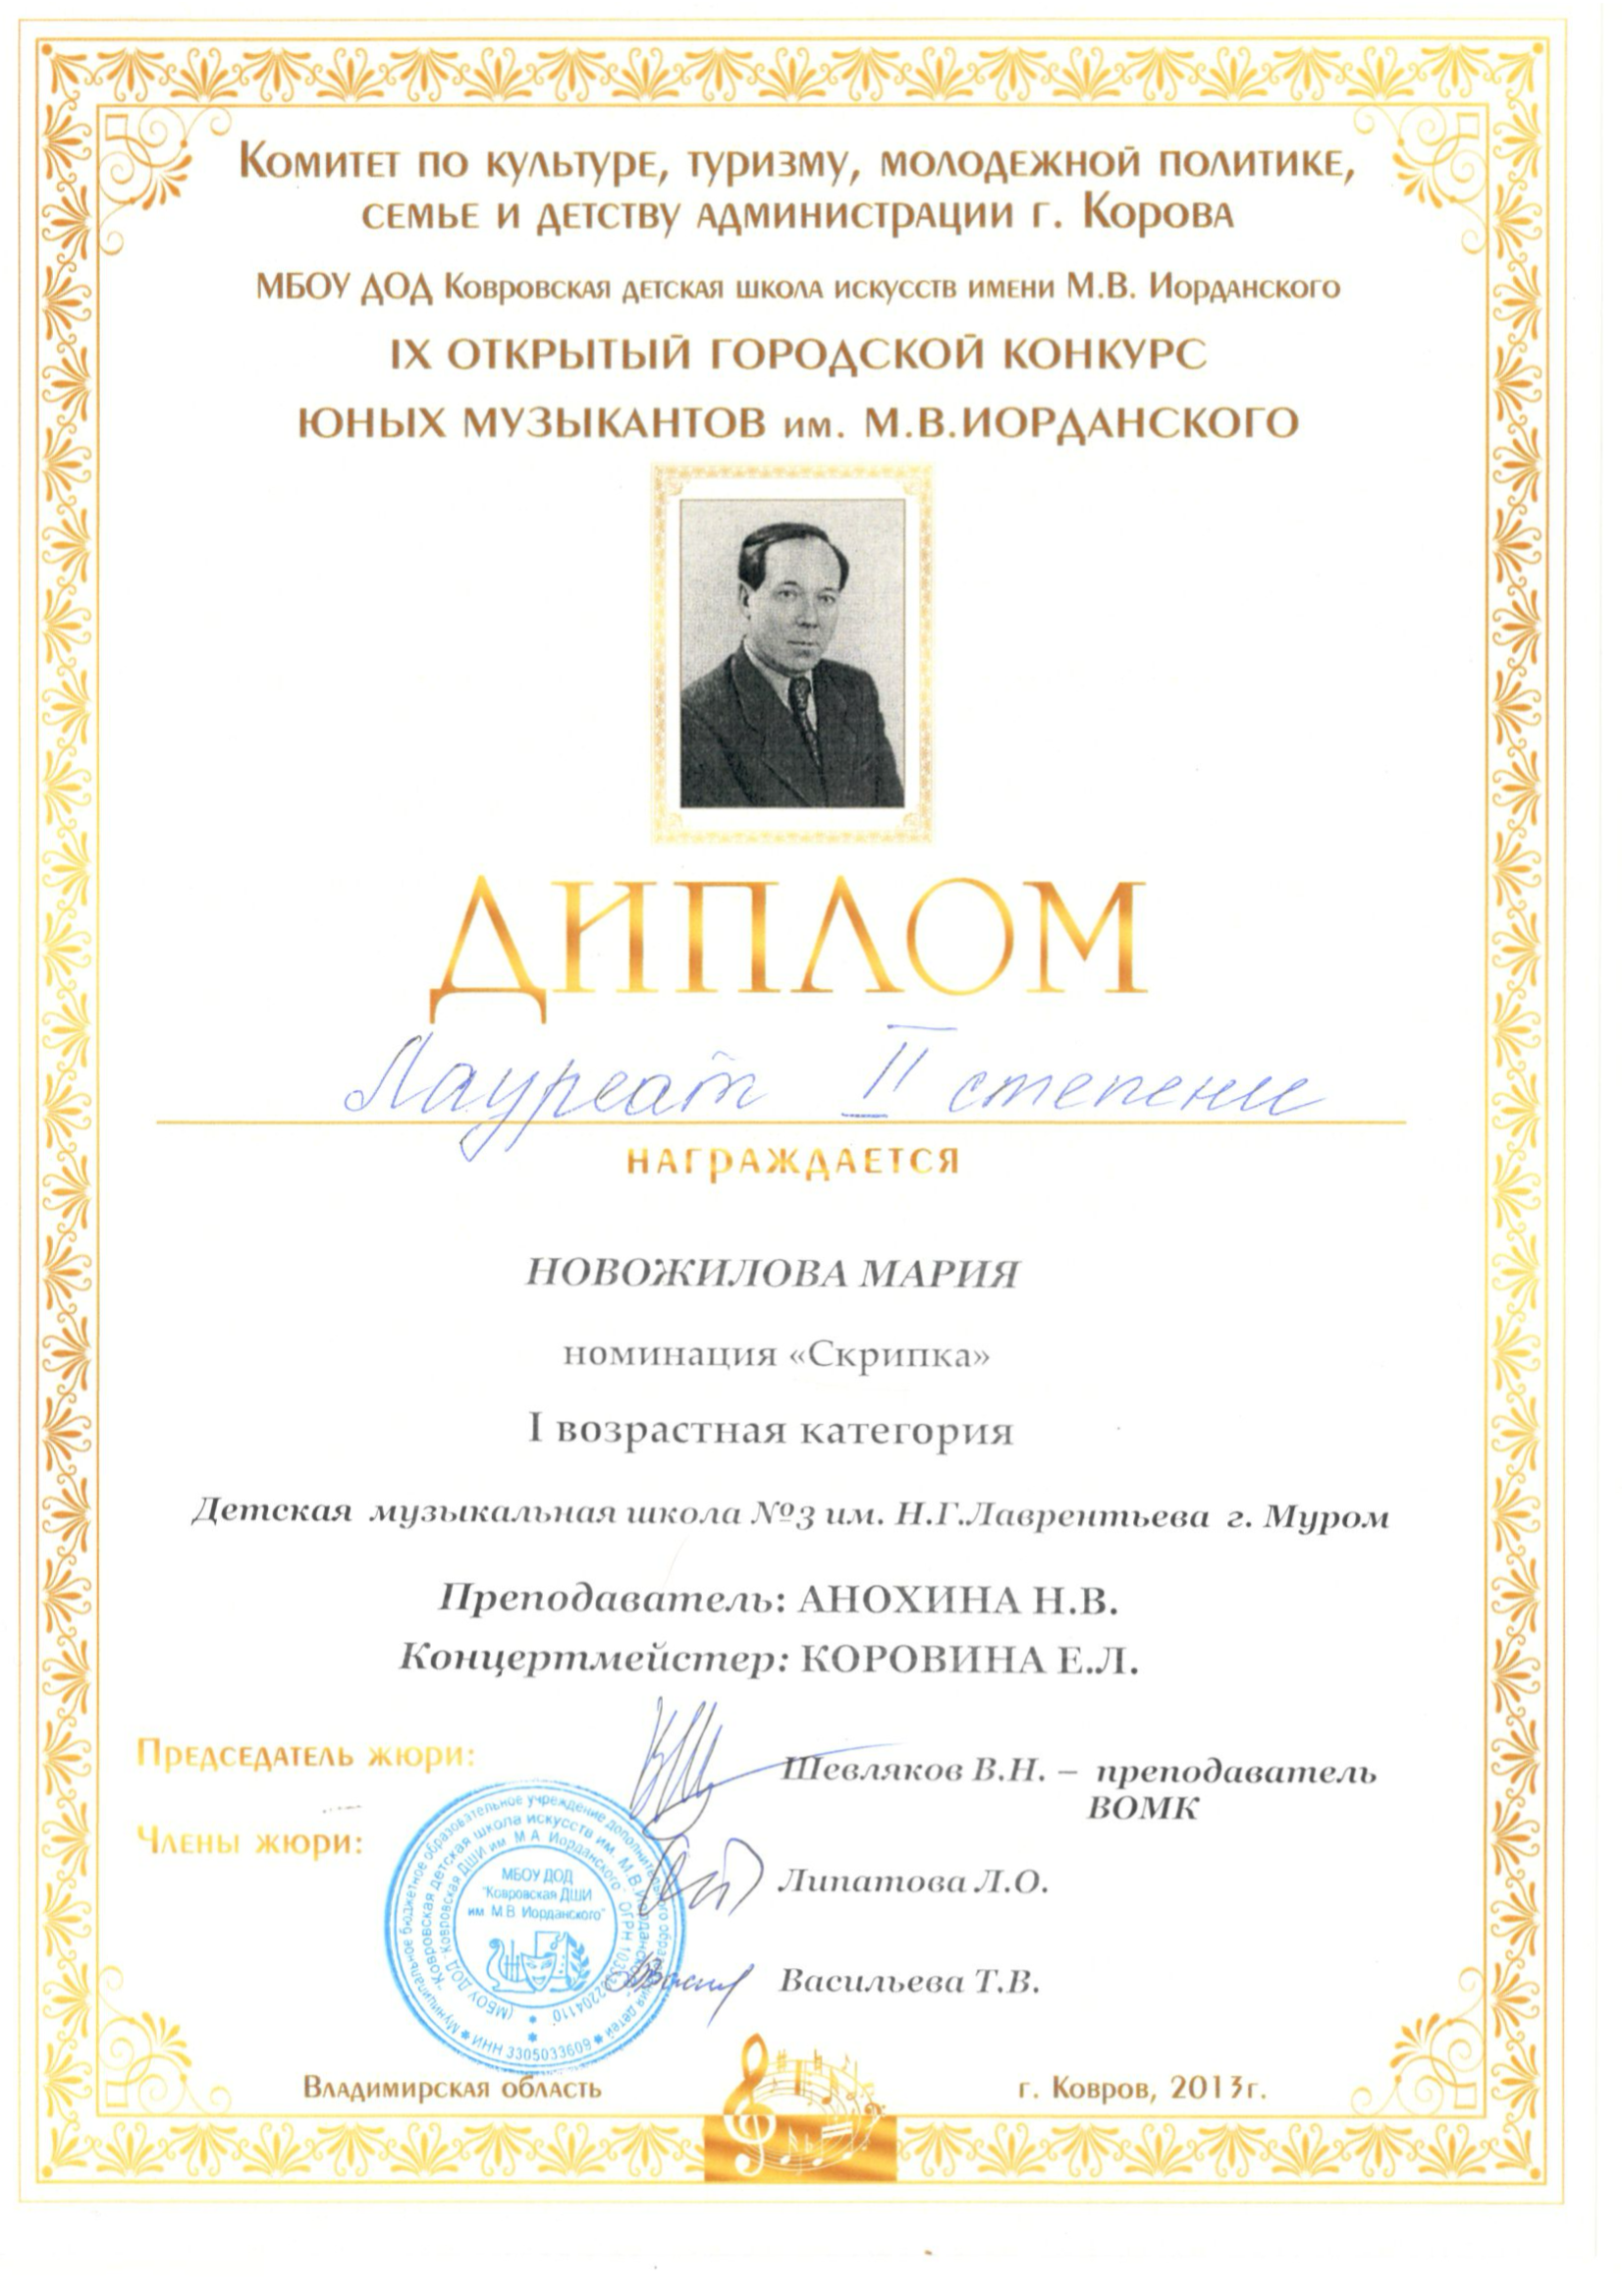 Комитет по культуре, туризму, молодежной политике,
семье и детству администрации г. Корова
МБОУ ДОД Ковровская детская школа искусств имени М.В. Иорданского
IX ОТКРЫТЫЙ ГОРОДСКОЙ КОНКУРС
ЮНЫХ МУЗЫКАНТОВ им. М.В.ИОРДАНСКОГО
ДИПЛОМ
Лауреат II степени
НАГРАЖДАЕТСЯ
НОВОЖИЛОВА МАРИЯ
номинация «Скрипка»
I возрастная категория
Детская музыкальная школа №3 им. Н.Г.Лаврентьева г. Муром
Преподаватель: АНОХИНА Н.В.
Концертмейстер: КОРОВИНА Е.Л.
Председатель жюри:
Шевляков В.Н. – преподаватель
ВОМК
Члены жюри:
Липатова Л.О.
Васильева Т.В.
МБОУ ДОД
"Ковровская ДШИ
им М В Иорданского"
Муниципальное бюджетное образовательное учреждение дополнительного образования детей
"Ковровская детская школа искусств им. М.В.Иорданского"
(МБОУ ДОД "Ковровская ДШИ им М А Иорданского"
ИНН 3305033609
Владимирская область
г. Ковров, 2013г.